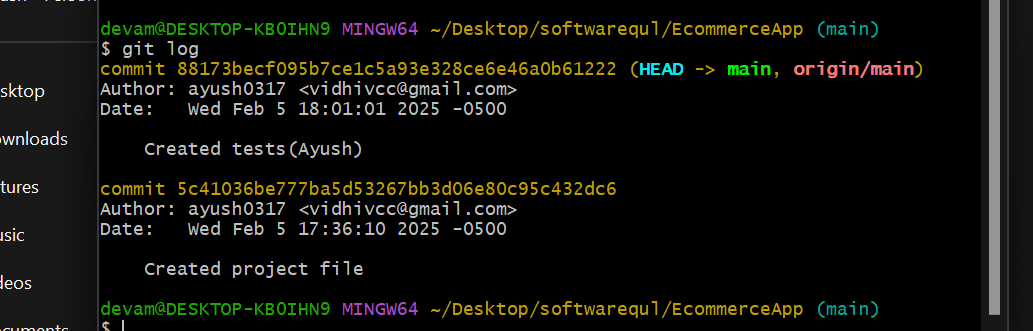 devam@DESKTOP-KB0IHN9 MINGW64 ~/Desktop/softwarequl/EcommerceApp (main)
$ git log
commit 88173becf095b7ce1c5a93e328ce6e46a0b61222 (HEAD -> main, origin/main)
Author: ayush0317 <vidhivcc@gmail.com>
Date:   Wed Feb 5 18:01:01 2025 -0500
    Created tests(Ayush)
commit 5c41036be777ba5d53267bb3d06e80c95c432dc6
Author: ayush0317 <vidhivcc@gmail.com>
Date:   Wed Feb 5 17:36:10 2025 -0500
    Created project file
devam@DESKTOP-KB0IHN9 MINGW64 ~/Desktop/softwarequl/EcommerceApp (main)
$
sktop
wnloads
tures
usic
deos
cuments